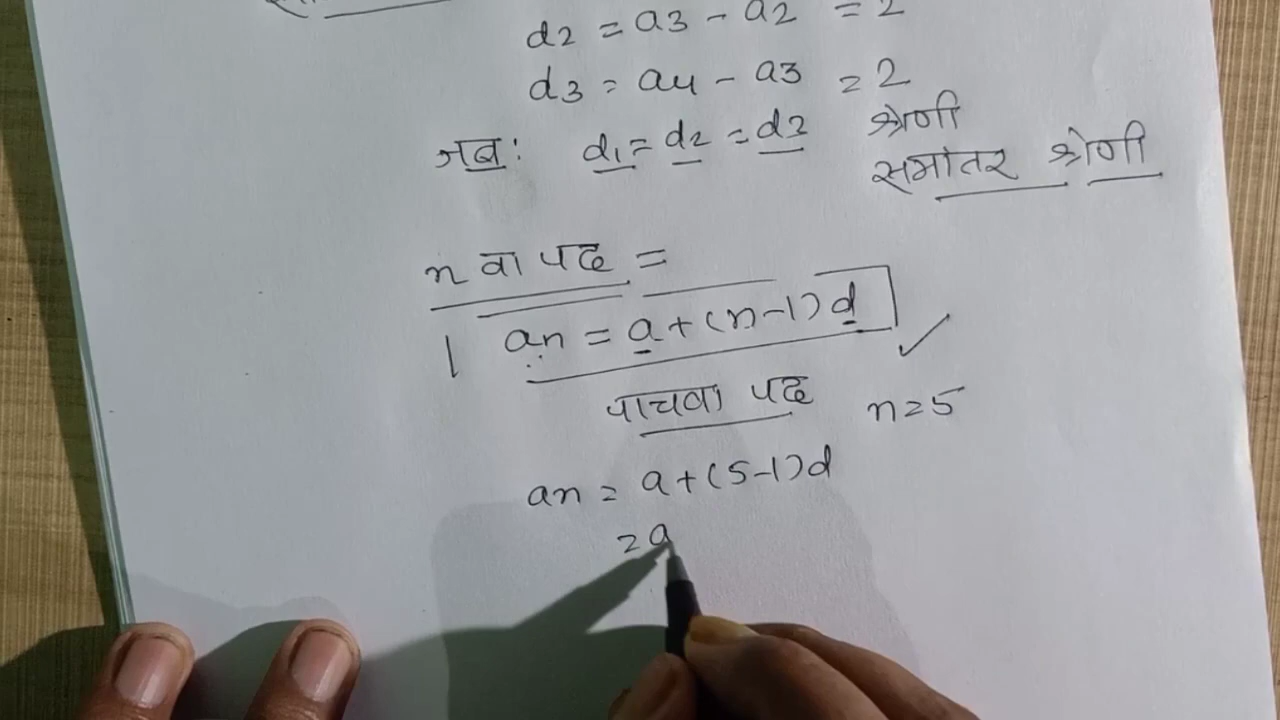 d2 = a3 - a2 = 2
d3 = a4 - a3 = 2
जब: d1 = d2 = d3 श्रेणी
समांतर श्रेणी
n वा पद =
an = a + (n-1) d
पाचवा पद n = 5
an = a + (5-1) d
= a